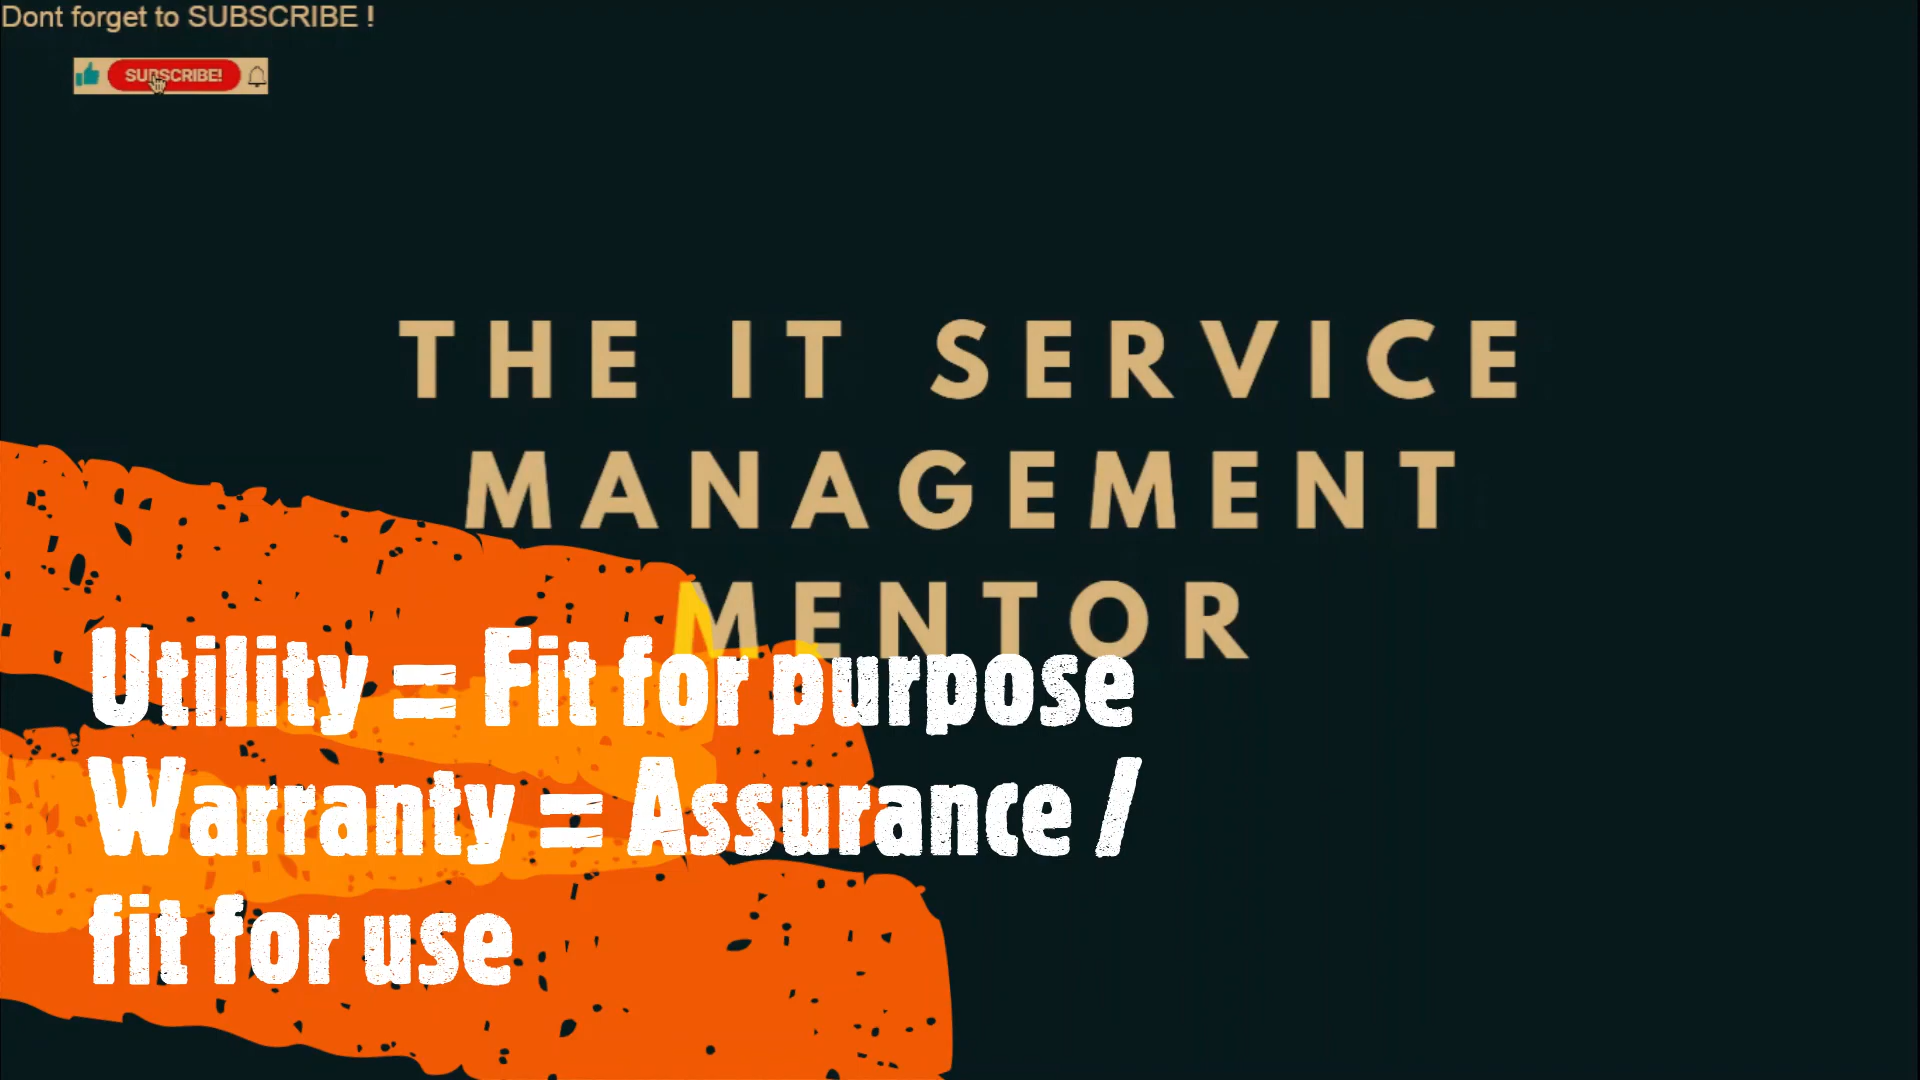 Dont forget to SUBSCRIBE !
SUBSCRIBE!
THE IT SERVICE
MANAGEMENT
MENTOR
Utility = Fit for purpose
Warranty = Assurance /
fit for use